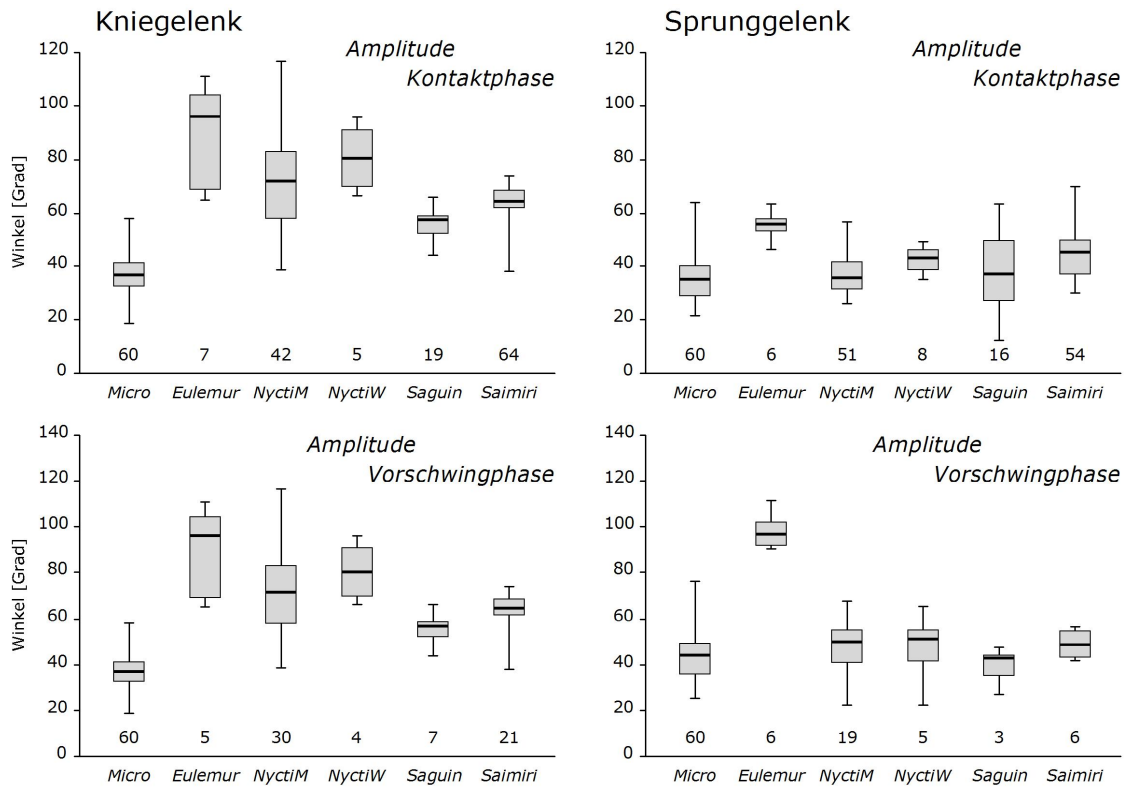 Kniegelenk
Amplitude
Kontaktphase
Winkel [Grad]
120
100
80
60
40
20
0
60 7 42 5 19 64
Micro Eulemur NyctiM NyctiW Saguin Saimiri
Sprunggelenk
Amplitude
Kontaktphase
120
100
80
60
40
20
0
60 6 51 8 16 54
Micro Eulemur NyctiM NyctiW Saguin Saimiri
Amplitude
Vorschwingphase
Winkel [Grad]
140
120
100
80
60
40
20
0
60 5 30 4 7 21
Micro Eulemur NyctiM NyctiW Saguin Saimiri
Amplitude
Vorschwingphase
140
120
100
80
60
40
20
0
60 6 19 5 3 6
Micro Eulemur NyctiM NyctiW Saguin Saimiri